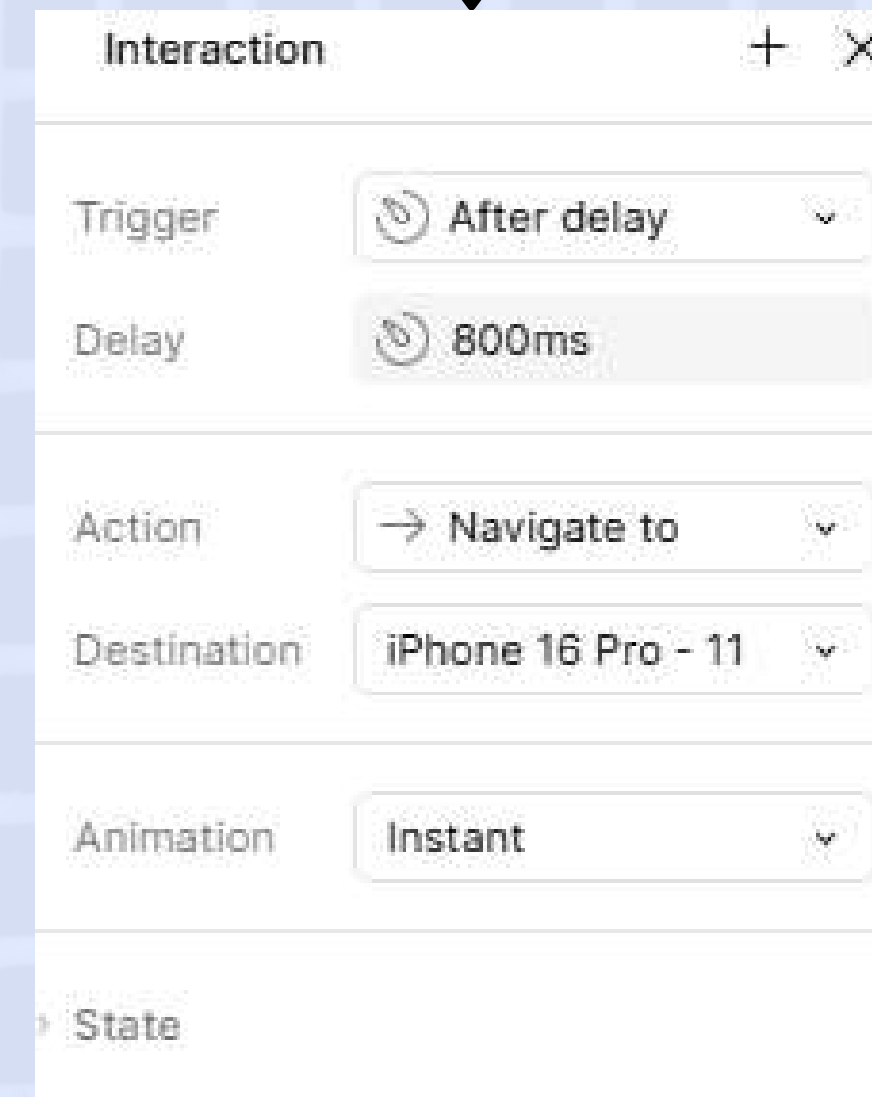 Interaction
Trigger After delay
Delay 800ms
Action Navigate to
Destination iPhone 16 Pro - 11
Animation Instant
State